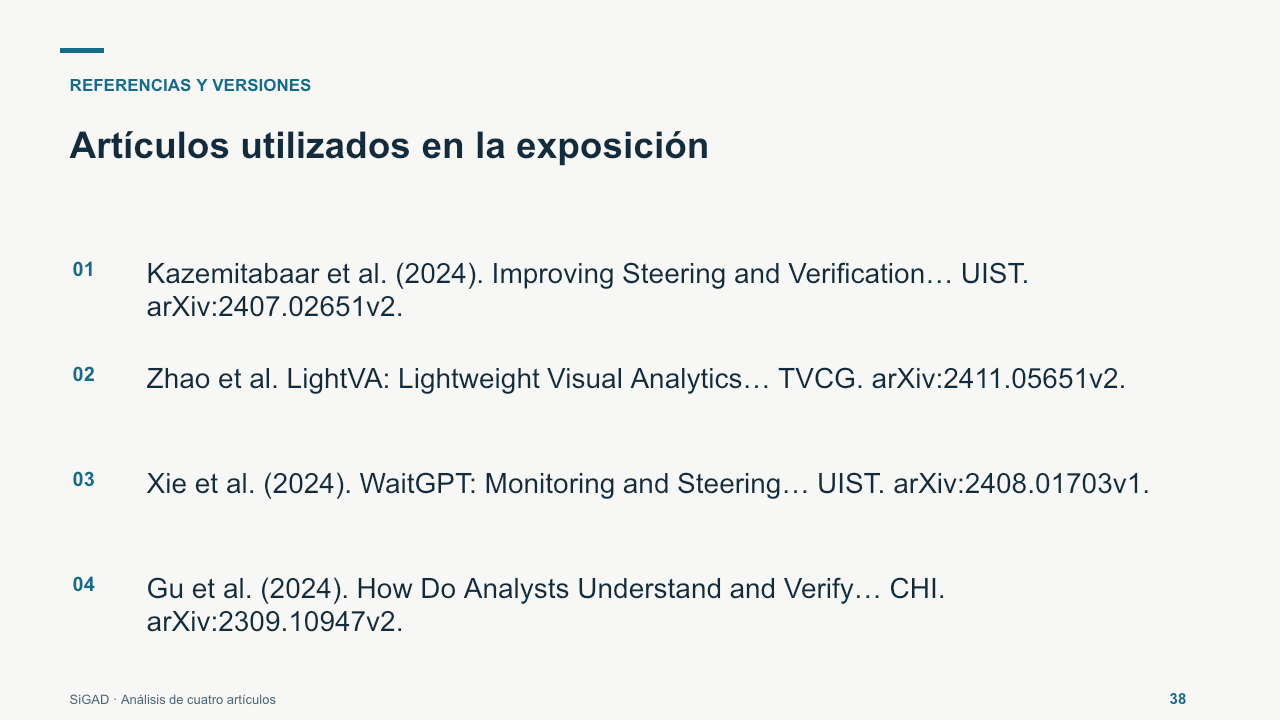 REFERENCIAS Y VERSIONES
Artículos utilizados en la exposición
01
Kazemitabaar et al. (2024). Improving Steering and Verification… UIST.
arXiv:2407.02651v2.
02
Zhao et al. LightVA: Lightweight Visual Analytics… TVCG. arXiv:2411.05651v2.
03
Xie et al. (2024). WaitGPT: Monitoring and Steering… UIST. arXiv:2408.01703v1.
04
Gu et al. (2024). How Do Analysts Understand and Verify… CHI.
arXiv:2309.10947v2.
SiGAD · Análisis de cuatro artículos
38